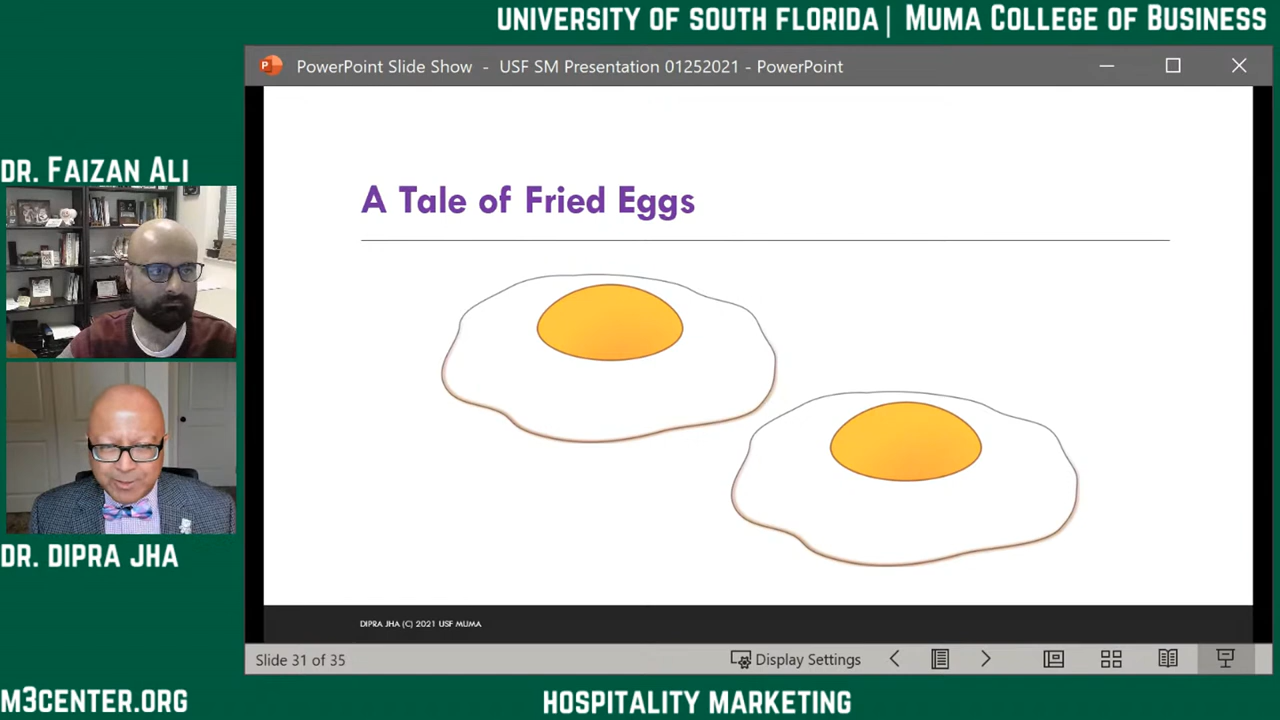 UNIVERSITY OF SOUTH FLORIDA| MUMA COLLEGE OF BUSINESS
PowerPoint Slide Show - USF SM Presentation 01252021 - PowerPoint
DR. FAIZAN ALI
A Tale of Fried Eggs
DR. DIPRA JHA
DIPRA JHA (C) 2021 USF MUMA
Slide 31 of 35
Display Settings
M3CENTER.ORG
HOSPITALITY MARKETING